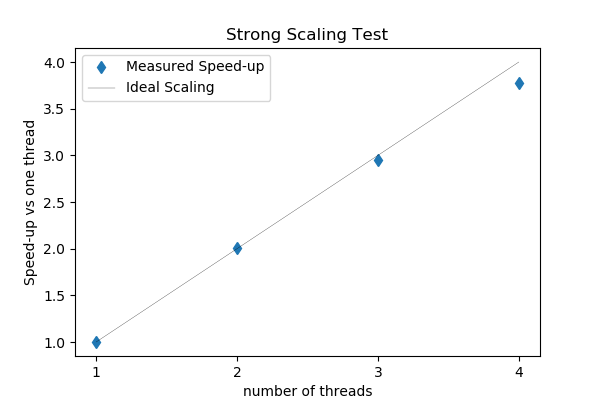 Strong Scaling Test
Measured Speed-up
Ideal Scaling
4.0
3.5
3.0
2.5
2.0
1.5
1.0
Speed-up vs one thread
1 2 3 4
number of threads